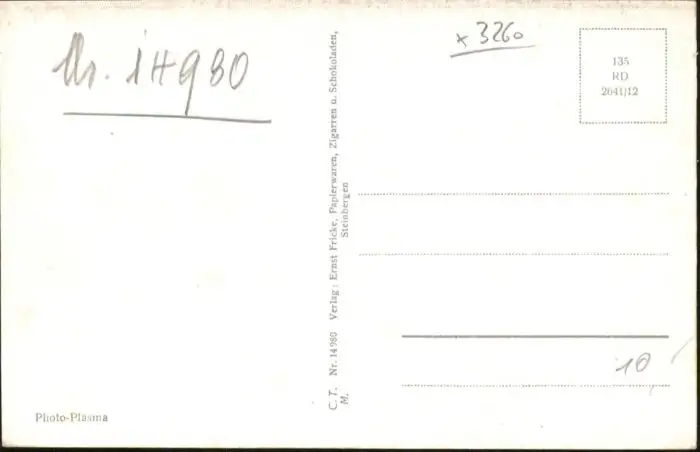 Nr. 14980
x 3260
135
RD
2641/12
C. T. Nr. 14980 Verlag: Ernst Fricke, Papierwaren, Zigarren u. Schokoladen,
M. Steinbergen
10
Photo-Plasma